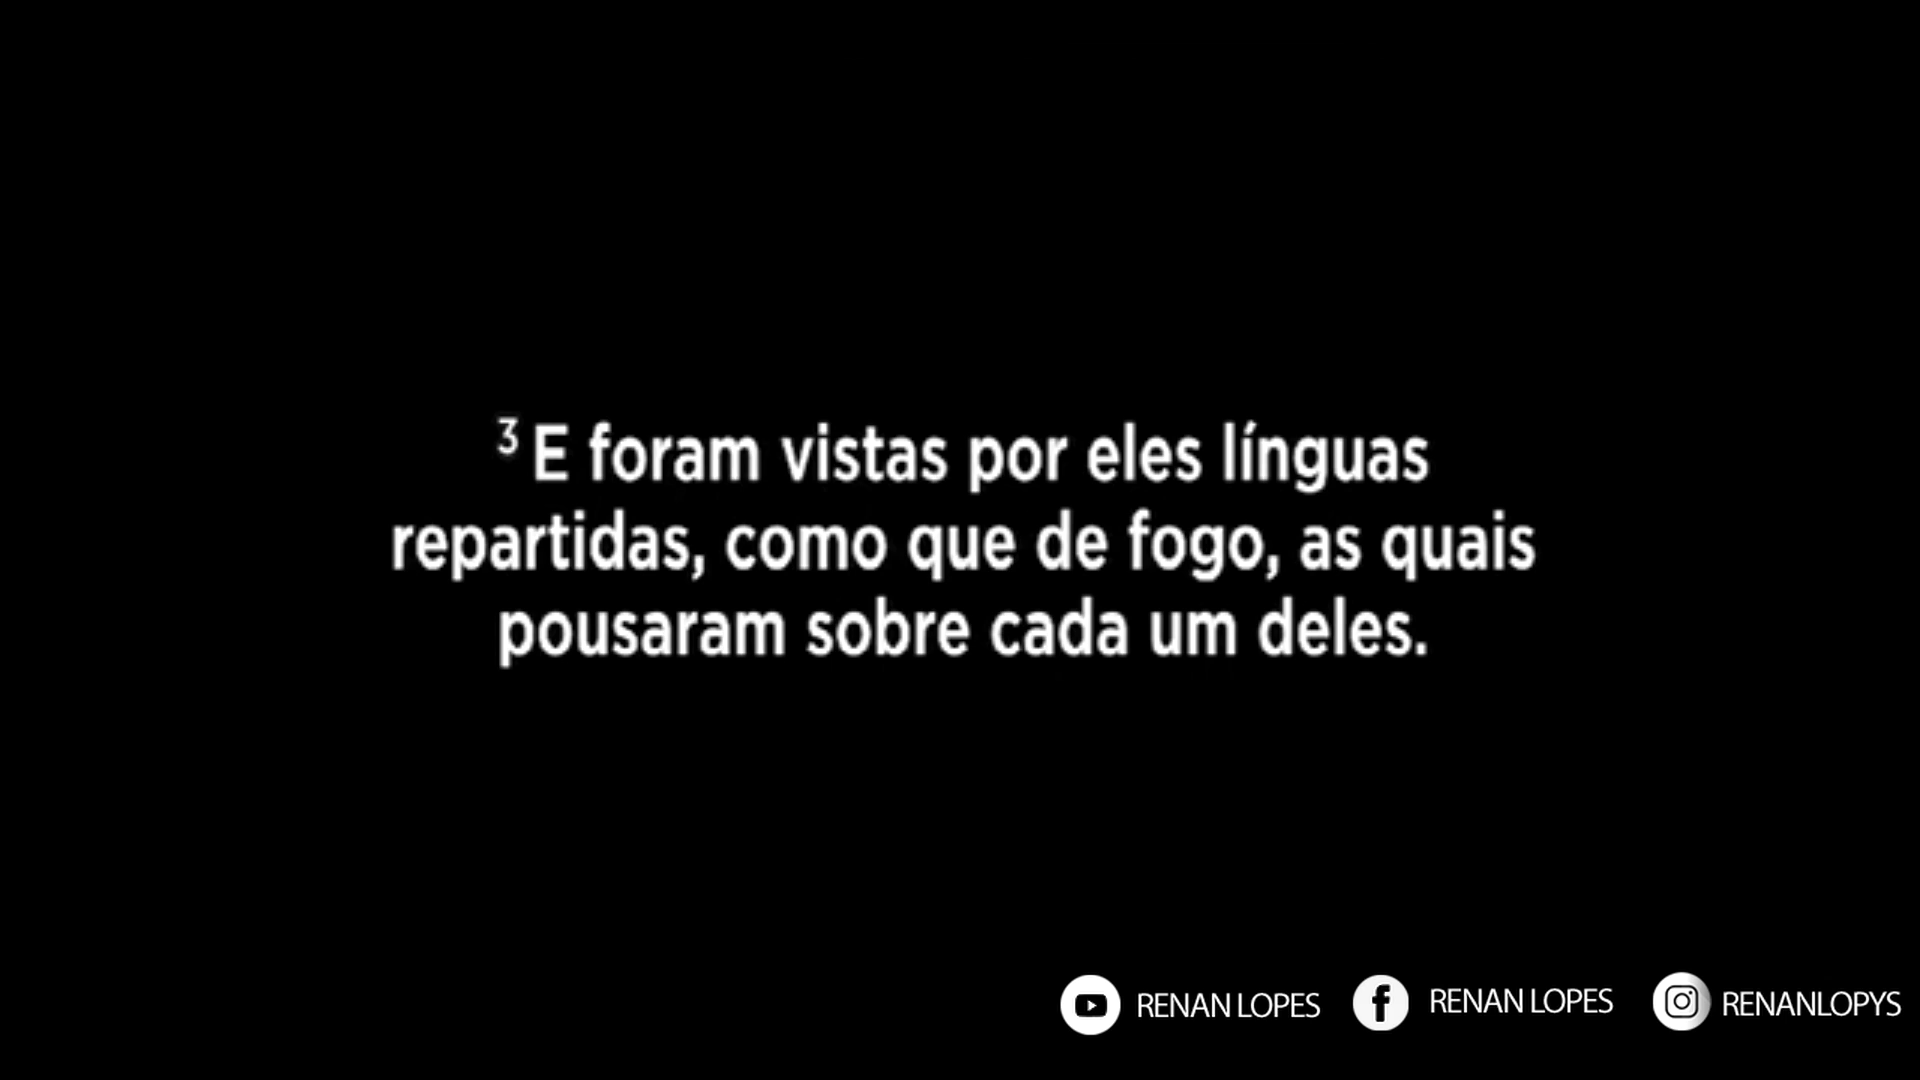 ³ E foram vistas por eles línguas
repartidas, como que de fogo, as quais
pousaram sobre cada um deles.
RENAN LOPES
RENAN LOPES
RENANLOPYS